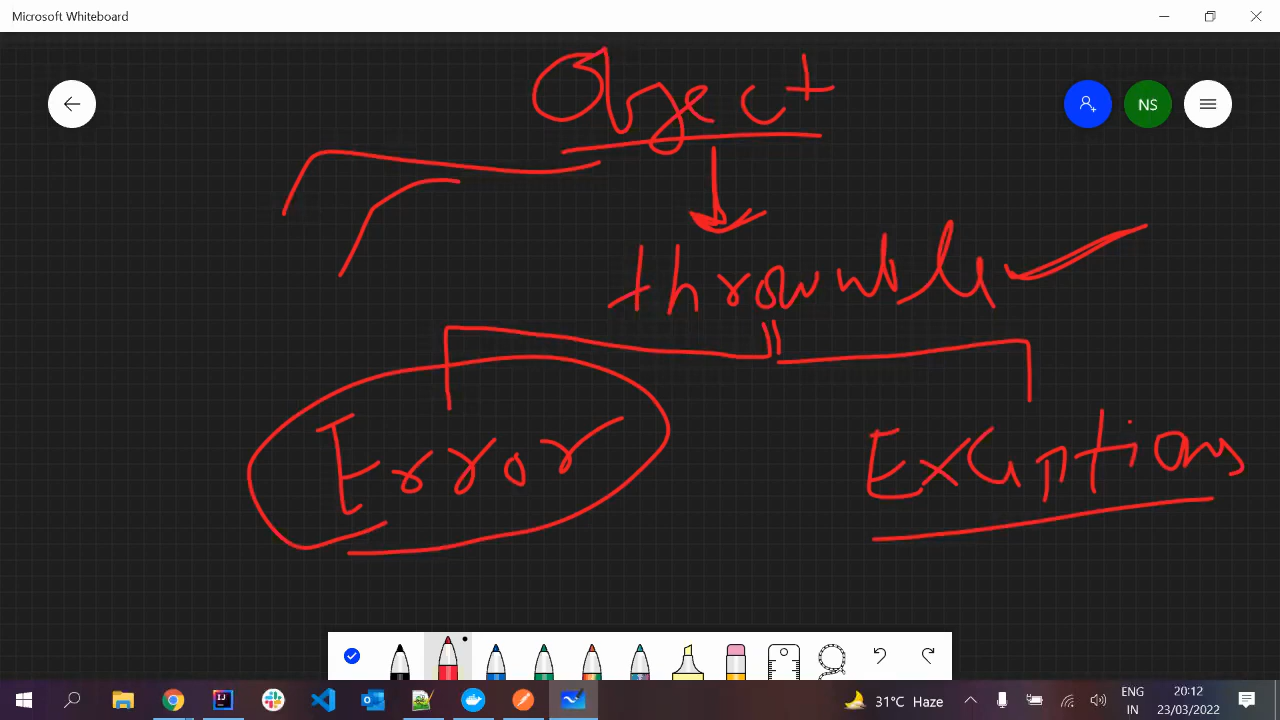 Microsoft Whiteboard
Object
NS
throwable
Error
Exceptions
31°C Haze
ENG
IN
20:12
23/03/2022